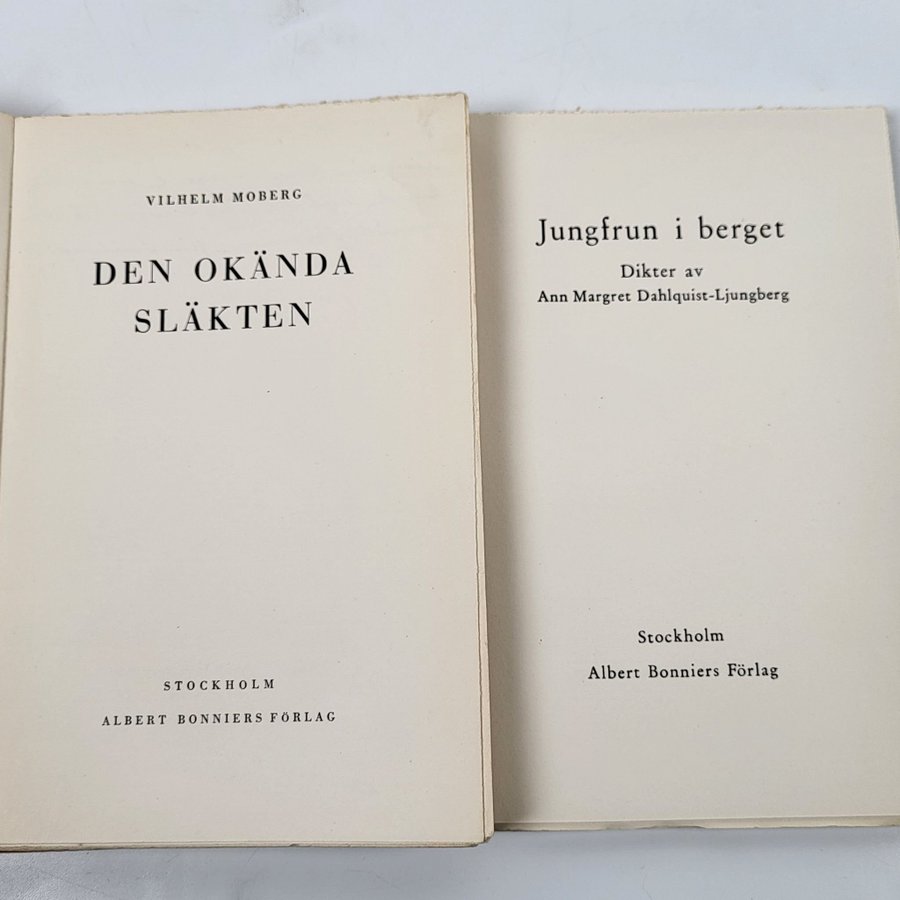 VILHELM MOBERG
DEN OKÄNDA
SLÄKTEN
STOCKHOLM
ALBERT BONNIERS FÖRLAG
Jungfrun i berget
Dikter av
Ann Margret Dahlquist-Ljungberg
Stockholm
Albert Bonniers Förlag